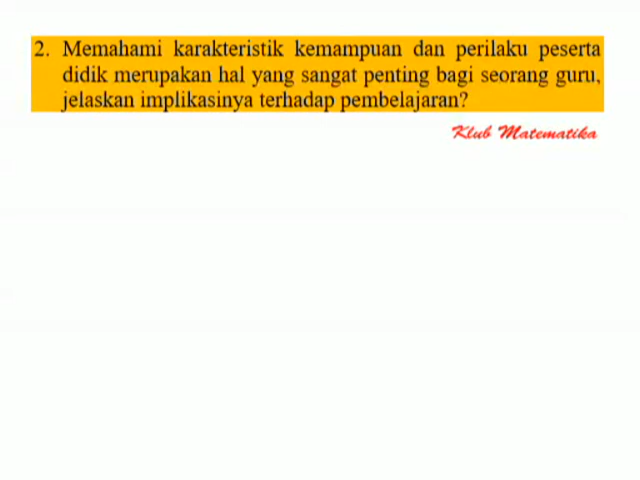 2. Memahami karakteristik kemampuan dan perilaku peserta
didik merupakan hal yang sangat penting bagi seorang guru,
jelaskan implikasinya terhadap pembelajaran?
Klub Matematika